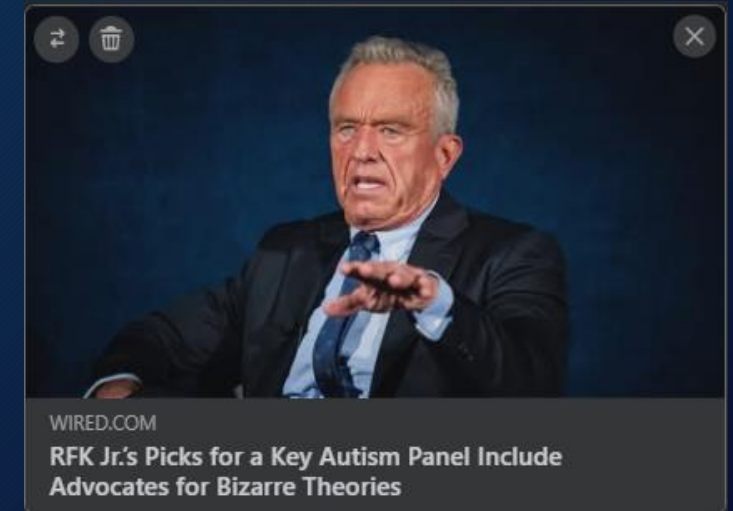 WIRED.COM
RFK Jr.'s Picks for a Key Autism Panel Include
Advocates for Bizarre Theories